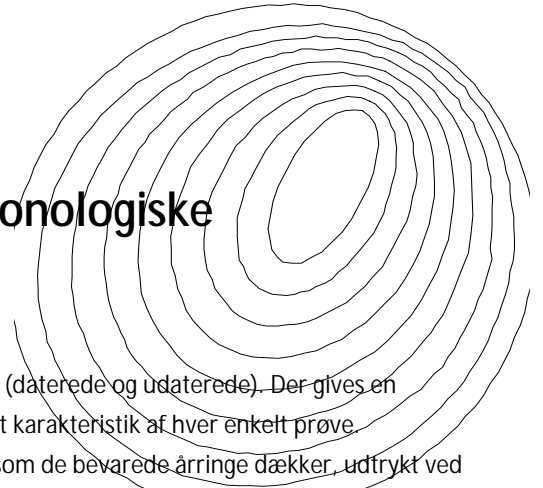 onologiske
(daterede og udaterede). Der gives en
t karakteristik af hver enkelt prøve.
som de bevarede årringe dækker, udtrykt ved